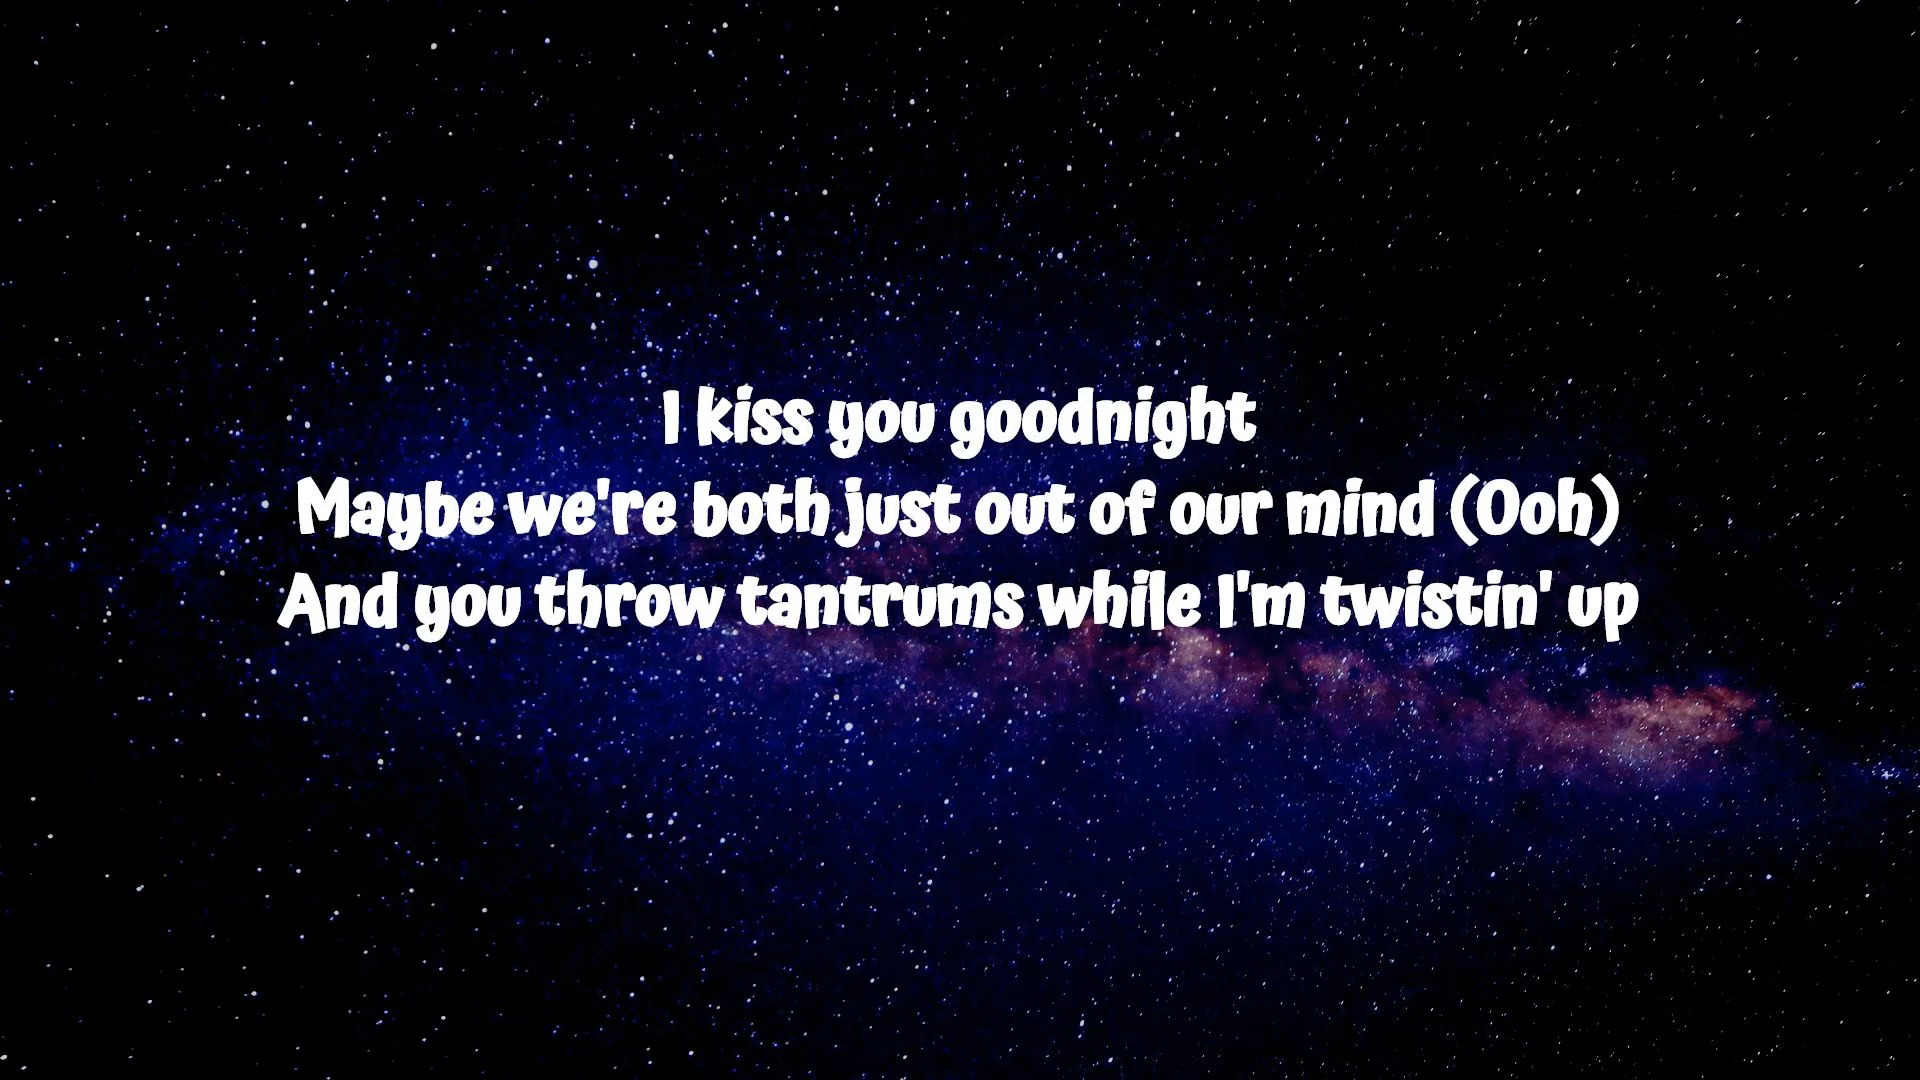 I kiss you goodnight
Maybe we're both just out of our mind (Ooh)
And you throw tantrums while I'm twistin' up